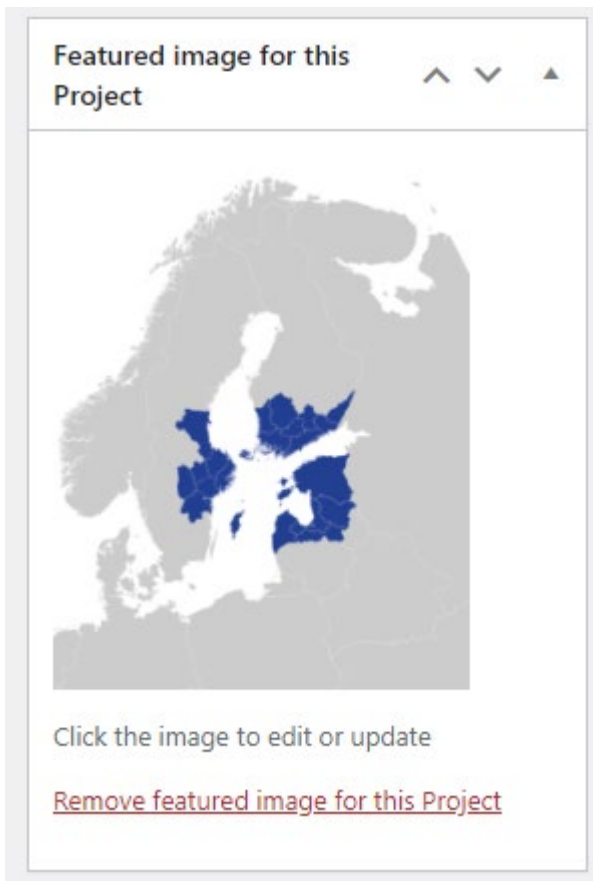 Featured image for this
Project
Click the image to edit or update
Remove featured image for this Project